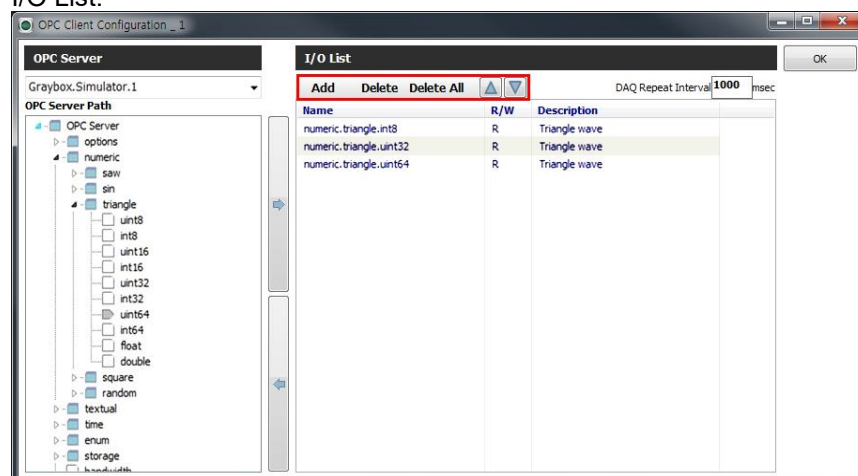 I/O List.
OPC Client Configuration _ 1
OPC Server
Graybox.Simulator.1
OPC Server Path
OPC Server
options
numeric
saw
sin
triangle
uint8
int8
uint16
int16
uint32
int32
uint64
int64
float
double
square
random
textual
time
enum
storage
bandwidth
I/O List
Add Delete Delete All
DAQ Repeat Interval 1000 msec
Name R/W Description
numeric.triangle.int8 R Triangle wave
numeric.triangle.uint32 R Triangle wave
numeric.triangle.uint64 R Triangle wave
OK